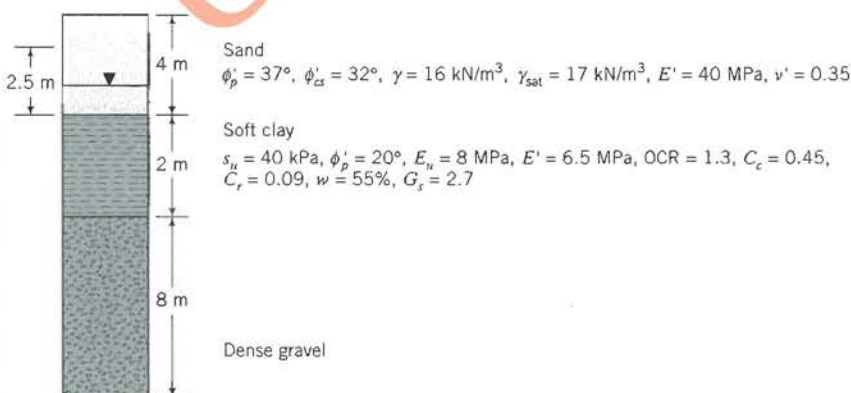 4 m
2.5 m
Sand
ϕ′p = 37°, ϕ′cs = 32°, γ = 16 kN/m³, γsat = 17 kN/m³, E′ = 40 MPa, ν′ = 0.35
Soft clay
2 m
su = 40 kPa, ϕ′p = 20°, Eu = 8 MPa, E′ = 6.5 MPa, OCR = 1.3, Cc = 0.45,
Cr = 0.09, w = 55%, Gs = 2.7
8 m
Dense gravel